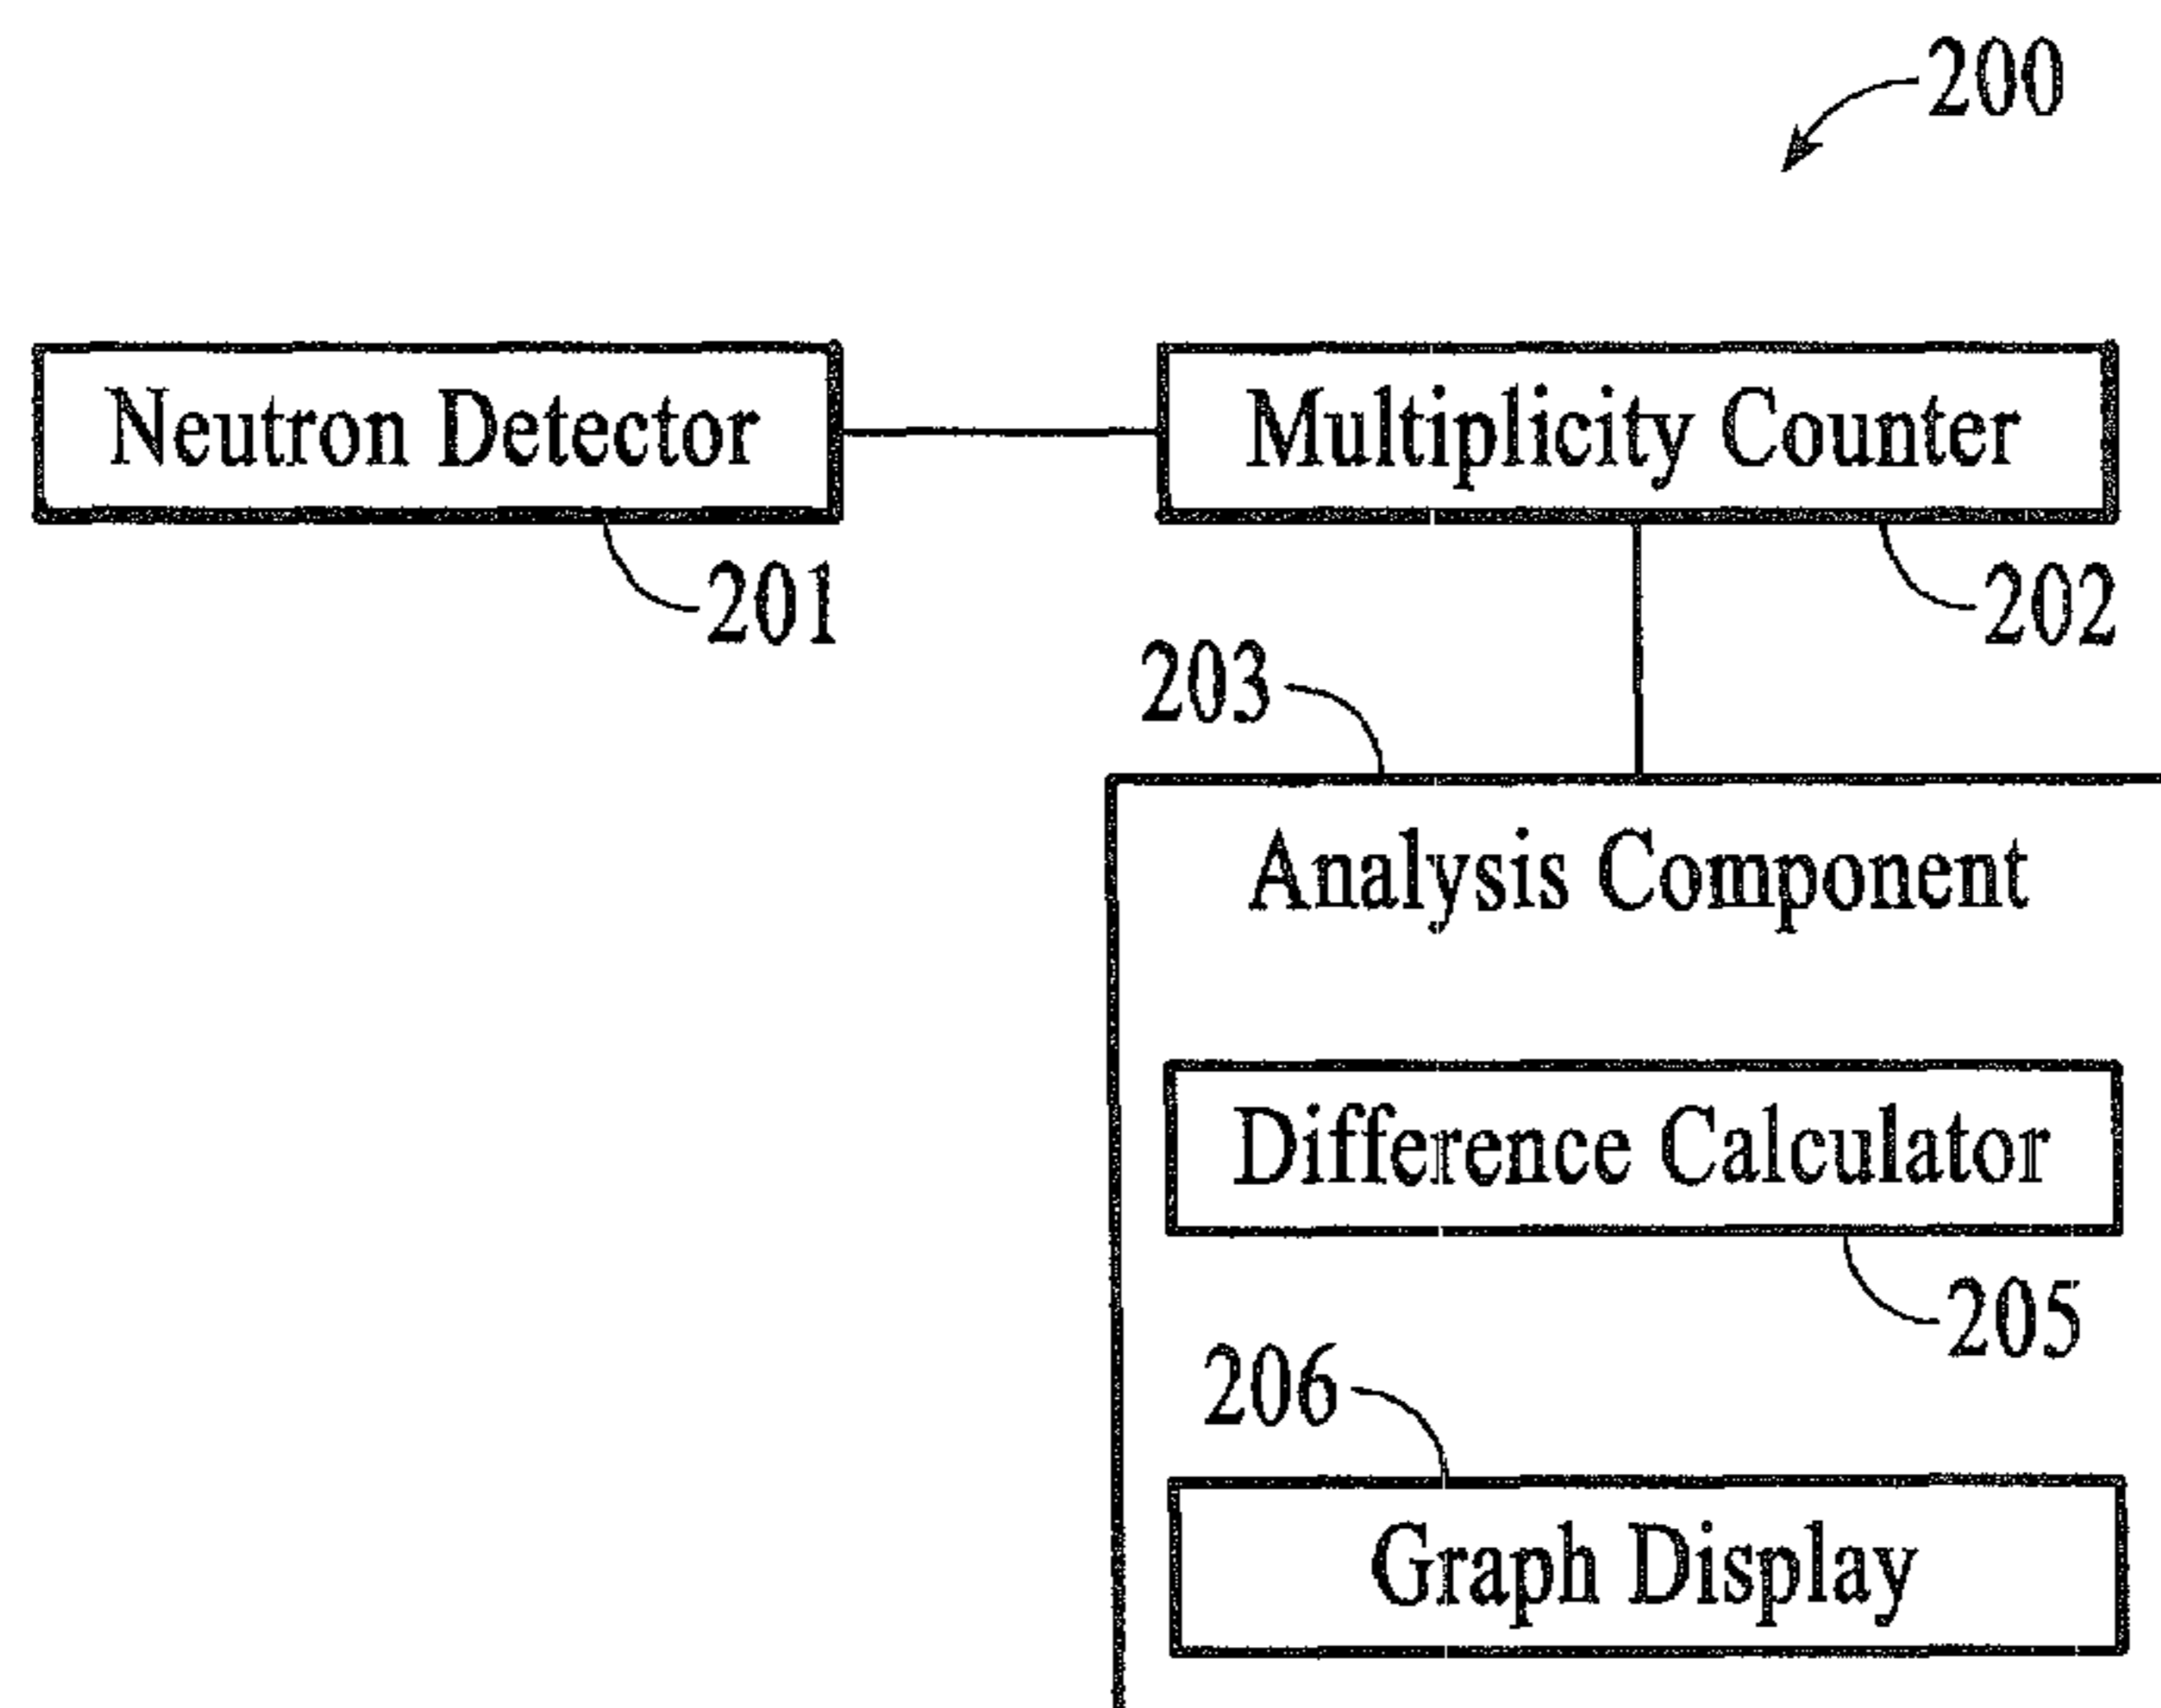 200
Neutron Detector
Multiplicity Counter
201
202
203
Analysis Component
Difference Calculator
205
206
Graph Display